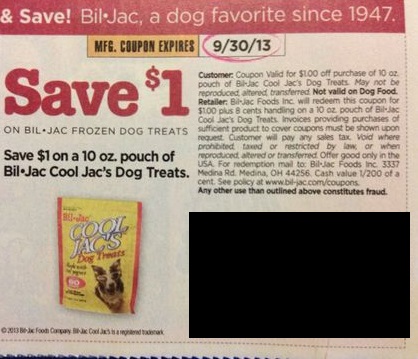 & Save! Bil•Jac, a dog favorite since 1947.
MFG. COUPON EXPIRES 9/30/13
Save $1
ON BIL•JAC FROZEN DOG TREATS
Save $1 on a 10 oz. pouch of
Bil•Jac Cool Jac's Dog Treats.
Customer: Coupon Valid for $1.00 off purchase of 10 oz.
pouch of Bil-Jac Cool Jac's Dog Treats. May not be
reproduced, altered, transferred. Not valid on Dog Food.
Retailer: Bil-Jac Foods Inc. will redeem this coupon for
$1.00 plus 8 cents handling on a 10 oz. pouch of Bil-Jac
Cool Jac's Dog Treats. Invoices providing purchases of
sufficient product to cover coupons must be shown upon
request. Customer will pay any sales tax. Void where
prohibited, taxed or restricted by law, or when
reproduced, altered or transferred. Offer good only in the
USA. For redemption mail to: Bil-Jac Foods Inc. 3337
Medina Rd. Medina, OH 44256. Cash value 1/200 of a
cent. See policy at www.bil-jac.com/coupons.
Any other use than outlined above constitutes fraud.
Bil-Jac
COOL
JAC'S
Dog Treats
60
© 2013 Bil-Jac Foods Company. Bil-Jac Cool Jac's is a registered trademark.